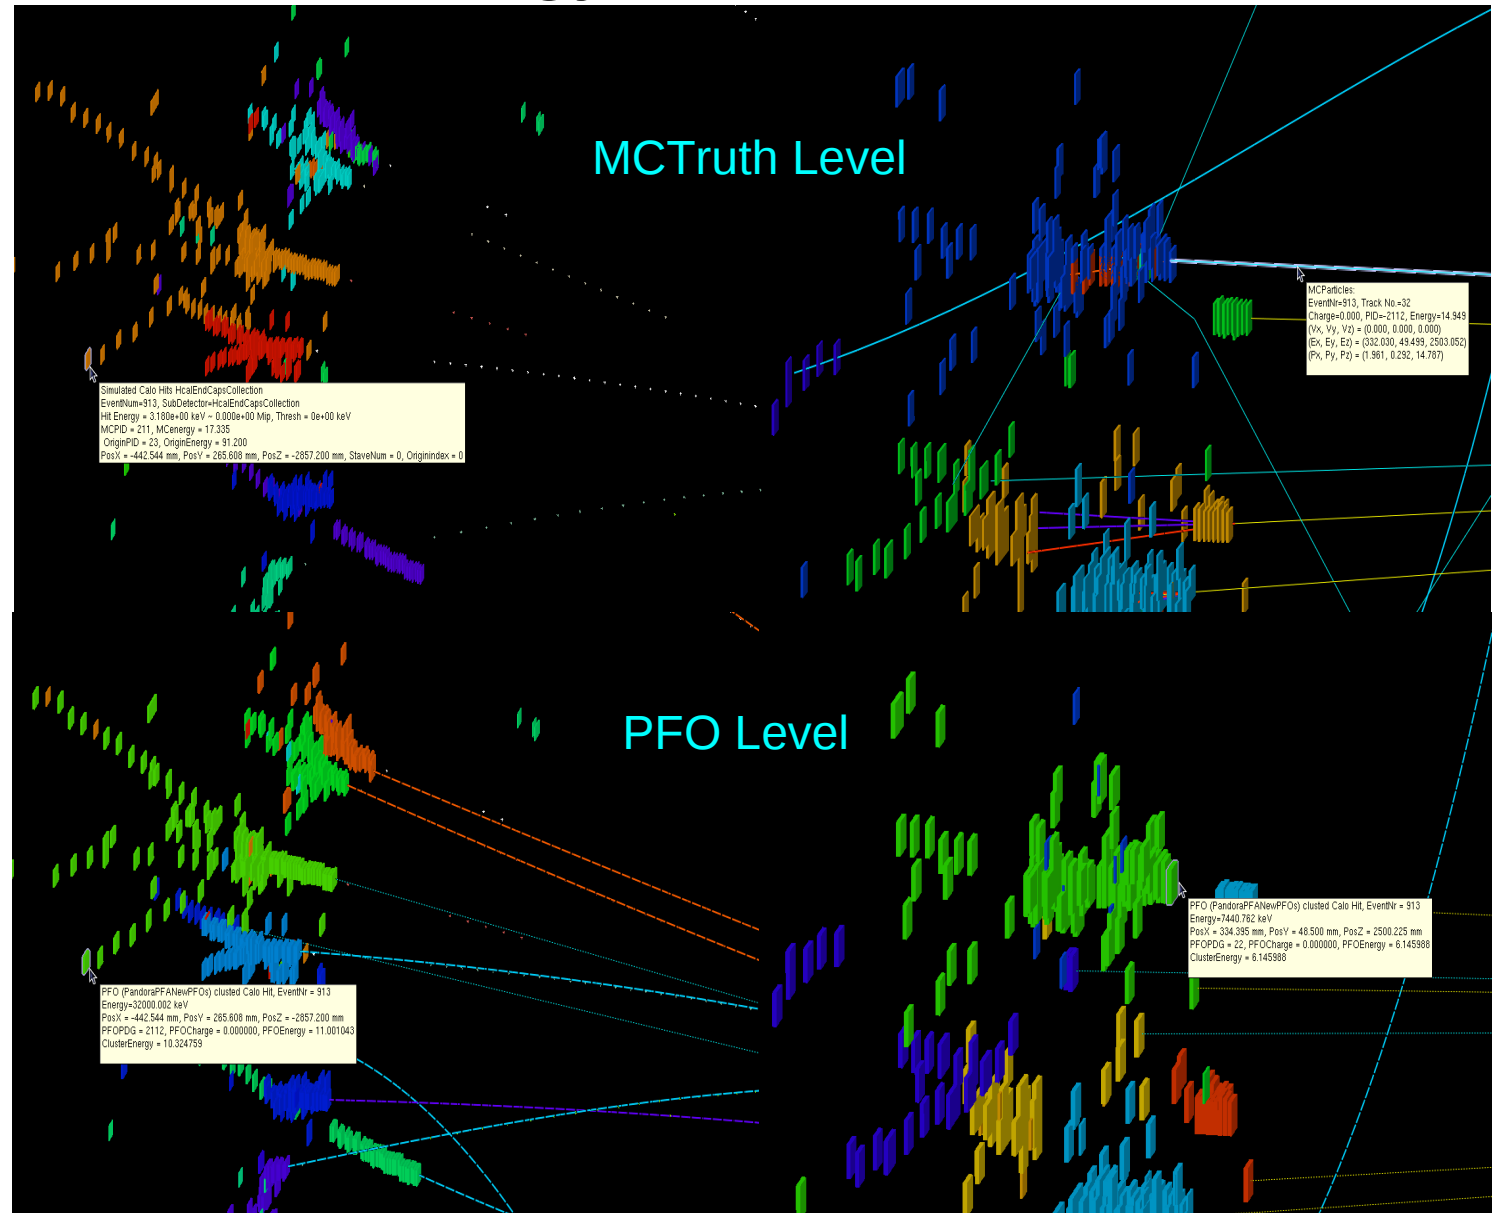 MCTruth Level
MCParticles:
EventNr=913, Track No.=32
Charge=0.000, PID=-2112, Energy=14.949
(Vx, Vy, Vz) = (0.000, 0.000, 0.000)
(Ex, Ey, Ez) = (332.030, 49.499, 2503.052)
(Px, Py, Pz) = (1.961, 0.292, 14.787)
Simulated Calo Hits HcalEndCapsCollection
EventNum=913, SubDetector=HcalEndCapsCollection
Hit Energy = 3.180e+00 keV ~ 0.000e+00 Mip, Thresh = 0e+00 keV
MCPID = 211, MCenergy = 17.335
OriginPID = 23, OriginEnergy = 91.200
PosX = -442.544 mm, PosY = 265.608 mm, PosZ = -2857.200 mm, StaveNum = 0, Originindex = 0
PFO Level
PFO (PandoraPFANewPFOs) clusted Calo Hit, EventNr = 913
Energy=7440.762 keV
PosX = 334.395 mm, PosY = 48.500 mm, PosZ = 2500.225 mm
PFOPDG = 22, PFOCharge = 0.000000, PFOEnergy = 6.145988
ClusterEnergy = 6.145988
PFO (PandoraPFANewPFOs) clusted Calo Hit, EventNr = 913
Energy=32000.002 keV
PosX = -442.544 mm, PosY = 265.608 mm, PosZ = -2857.200 mm
PFOPDG = 2112, PFOCharge = 0.000000, PFOEnergy = 11.001043
ClusterEnergy = 10.324759